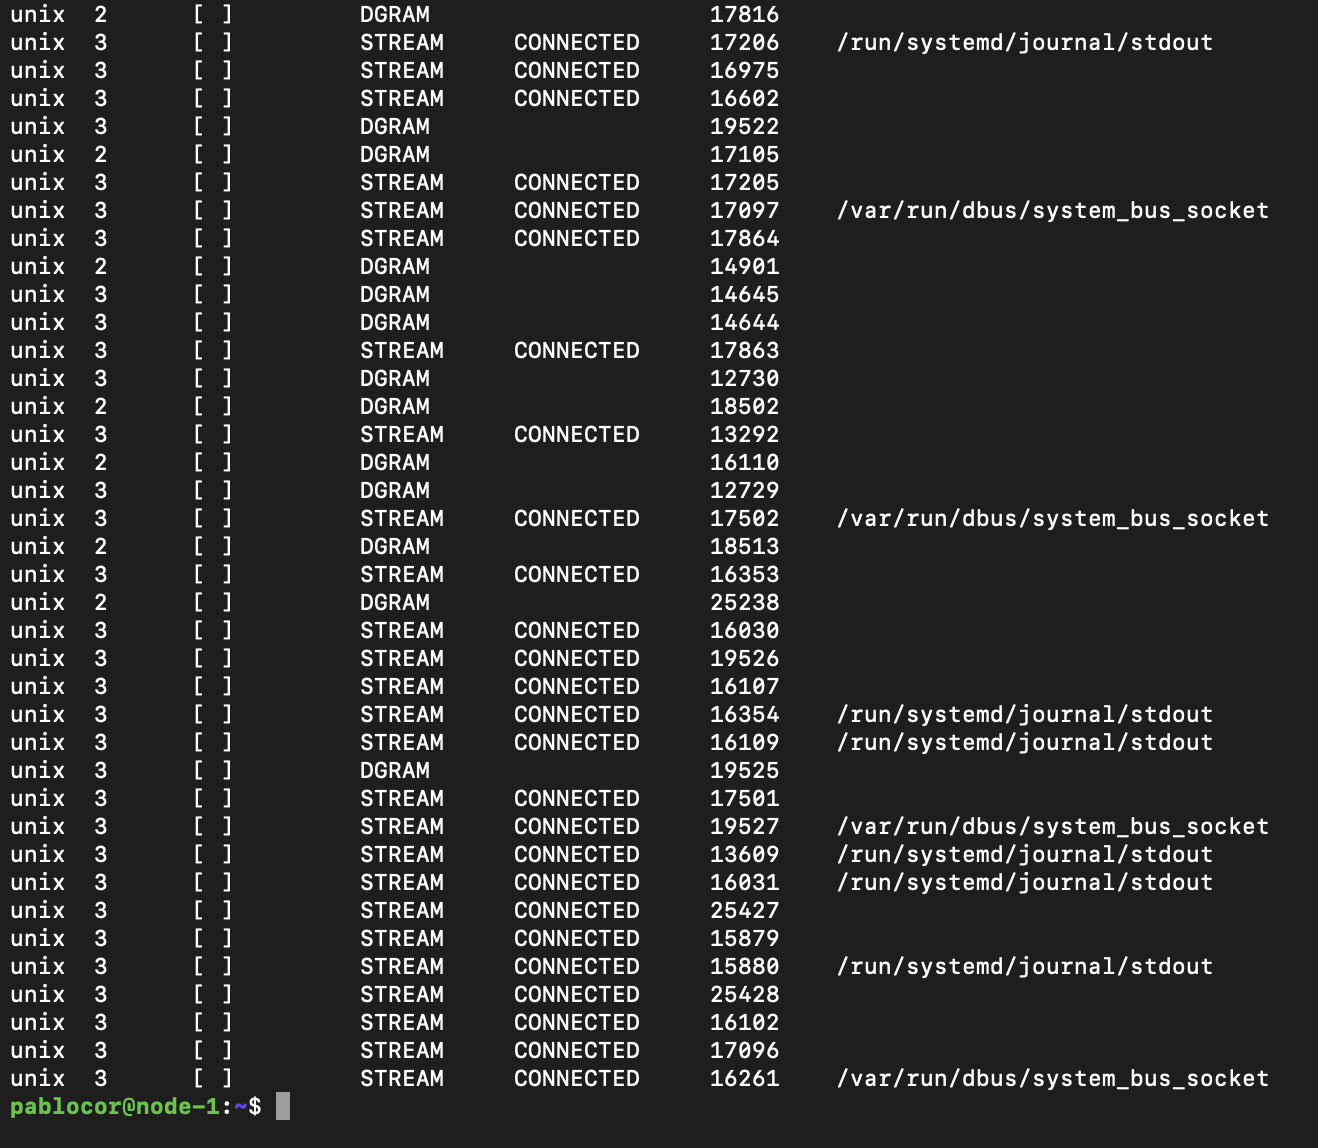 unix  2      [ ]         DGRAM                    17816
unix  3      [ ]         STREAM     CONNECTED     17206    /run/systemd/journal/stdout
unix  3      [ ]         STREAM     CONNECTED     16975
unix  3      [ ]         STREAM     CONNECTED     16602
unix  3      [ ]         DGRAM                    19522
unix  2      [ ]         DGRAM                    17105
unix  3      [ ]         STREAM     CONNECTED     17205
unix  3      [ ]         STREAM     CONNECTED     17097    /var/run/dbus/system_bus_socket
unix  3      [ ]         STREAM     CONNECTED     17864
unix  2      [ ]         DGRAM                    14901
unix  3      [ ]         DGRAM                    14645
unix  3      [ ]         DGRAM                    14644
unix  3      [ ]         STREAM     CONNECTED     17863
unix  3      [ ]         DGRAM                    12730
unix  2      [ ]         DGRAM                    18502
unix  3      [ ]         STREAM     CONNECTED     13292
unix  2      [ ]         DGRAM                    16110
unix  3      [ ]         DGRAM                    12729
unix  3      [ ]         STREAM     CONNECTED     17502    /var/run/dbus/system_bus_socket
unix  2      [ ]         DGRAM                    18513
unix  3      [ ]         STREAM     CONNECTED     16353
unix  2      [ ]         DGRAM                    25238
unix  3      [ ]         STREAM     CONNECTED     16030
unix  3      [ ]         STREAM     CONNECTED     19526
unix  3      [ ]         STREAM     CONNECTED     16107
unix  3      [ ]         STREAM     CONNECTED     16354    /run/systemd/journal/stdout
unix  3      [ ]         STREAM     CONNECTED     16109    /run/systemd/journal/stdout
unix  3      [ ]         DGRAM                    19525
unix  3      [ ]         STREAM     CONNECTED     17501
unix  3      [ ]         STREAM     CONNECTED     19527    /var/run/dbus/system_bus_socket
unix  3      [ ]         STREAM     CONNECTED     13609    /run/systemd/journal/stdout
unix  3      [ ]         STREAM     CONNECTED     16031    /run/systemd/journal/stdout
unix  3      [ ]         STREAM     CONNECTED     25427
unix  3      [ ]         STREAM     CONNECTED     15879
unix  3      [ ]         STREAM     CONNECTED     15880    /run/systemd/journal/stdout
unix  3      [ ]         STREAM     CONNECTED     25428
unix  3      [ ]         STREAM     CONNECTED     16102
unix  3      [ ]         STREAM     CONNECTED     17096
unix  3      [ ]         STREAM     CONNECTED     16261    /var/run/dbus/system_bus_socket
pablocor@node-1:~$